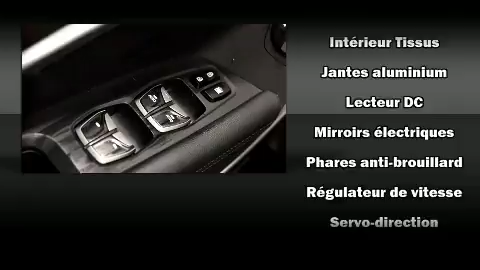 Intérieur Tissus
Jantes aluminium
Lecteur DC
Mirroirs électriques
Phares anti-brouillard
Régulateur de vitesse
Servo-direction